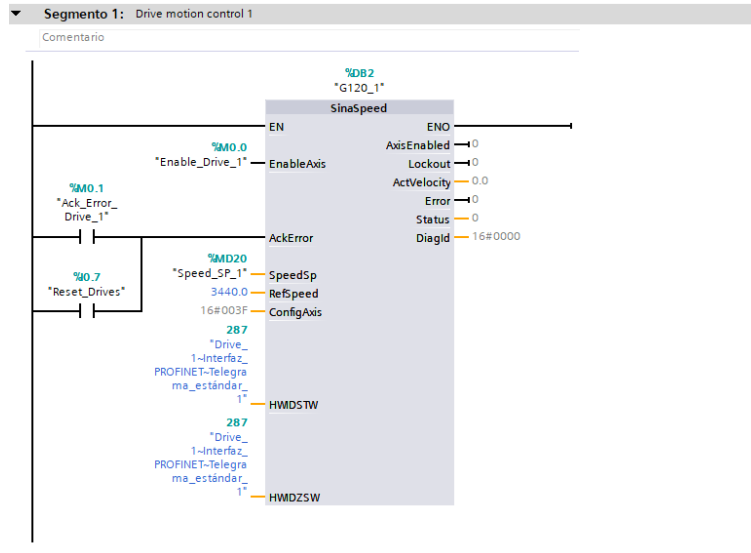 Segmento 1: Drive motion control 1
Comentario
%DB2
"G120_1"
SinaSpeed
EN
ENO
%M0.0
"Enable_Drive_1"
EnableAxis
AxisEnabled
0
Lockout
0
ActVelocity
0.0
Error
0
Status
0
%M0.1
"Ack_Error_
Drive_1"
AckError
DiagId
16#0000
%I0.7
"Reset_Drives"
%MD20
"Speed_SP_1"
SpeedSp
3440.0
RefSpeed
16#003F
ConfigAxis
287
"Drive_
1~Interfaz_
PROFINET~Telegra
ma_estándar_
1"
HWIDSTW
287
"Drive_
1~Interfaz_
PROFINET~Telegra
ma_estándar_
1"
HWIDZSW